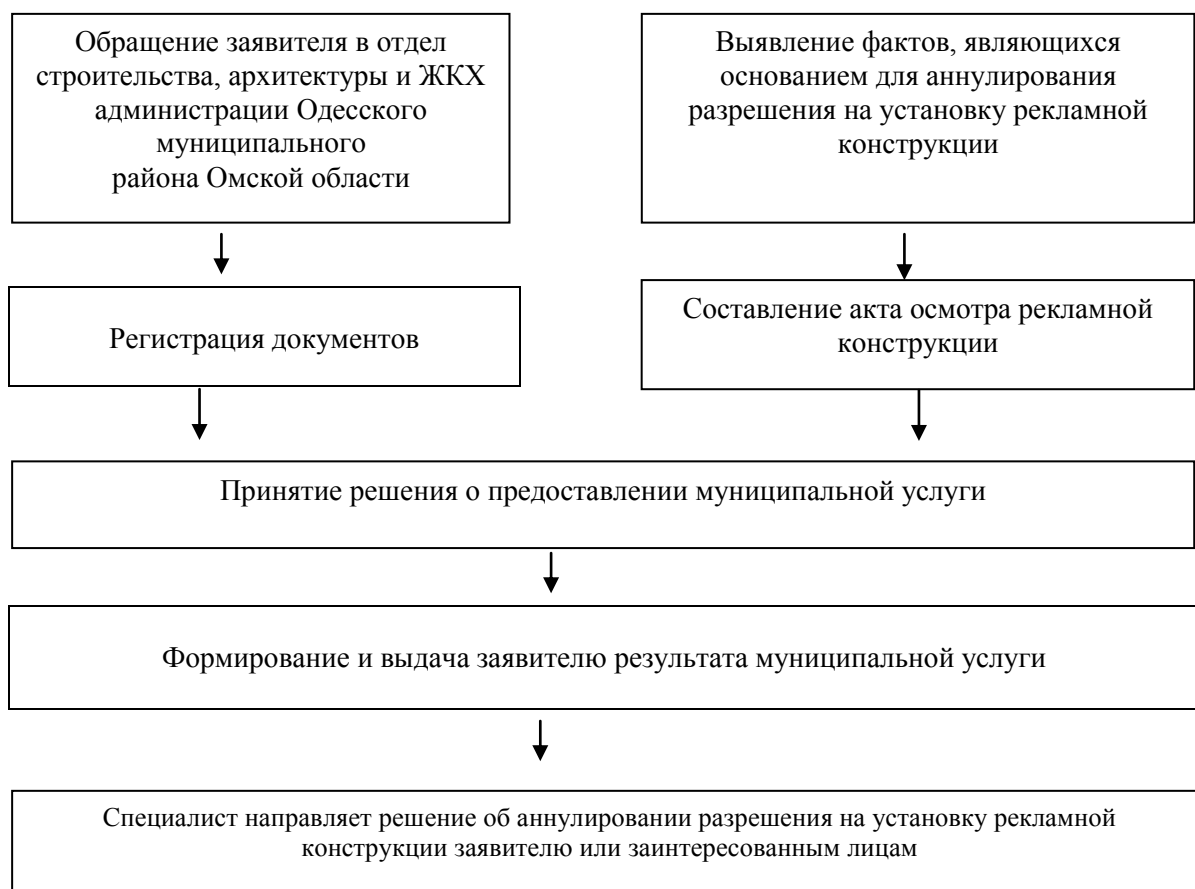 Обращение заявителя в отдел
строительства, архитектуры и ЖКХ
администрации Одесского
муниципального
района Омской области
Выявление фактов, являющихся
основанием для аннулирования
разрешения на установку рекламной
конструкции
Регистрация документов
Составление акта осмотра рекламной
конструкции
Принятие решения о предоставлении муниципальной услуги
Формирование и выдача заявителю результата муниципальной услуги
Специалист направляет решение об аннулировании разрешения на установку рекламной
конструкции заявителю или заинтересованным лицам